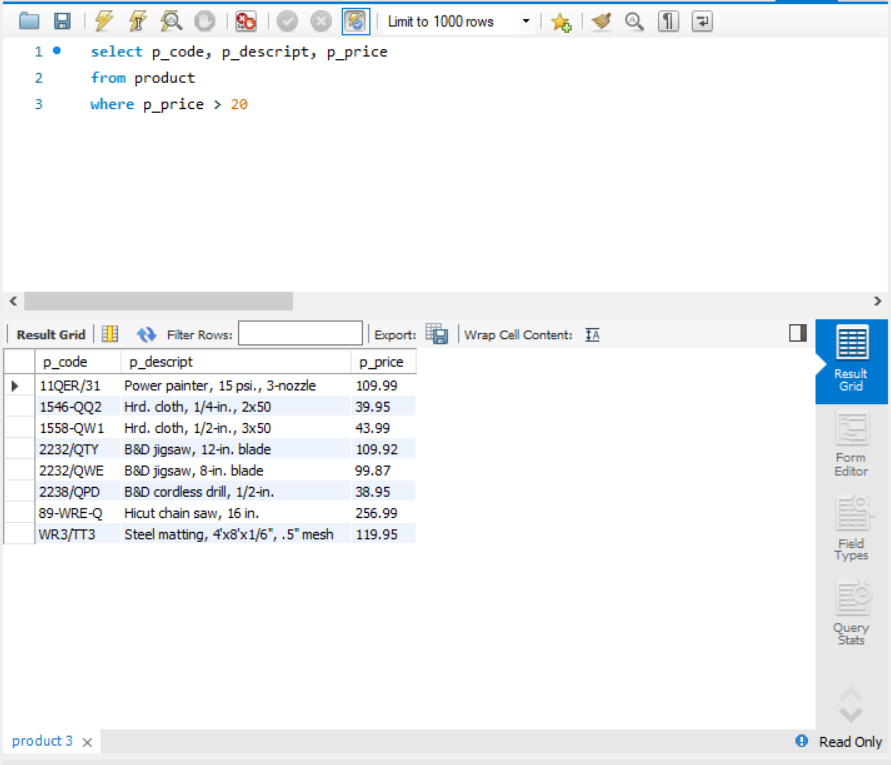 Limit to 1000 rows
1 select p_code, p_descript, p_price
2 from product
3 where p_price > 20
Result Grid Filter Rows: Export: Wrap Cell Content:
p_code p_descript p_price
11QER/31 Power painter, 15 psi., 3-nozzle 109.99
1546-QQ2 Hrd. cloth, 1/4-in., 2x50 39.95
1558-QW1 Hrd. cloth, 1/2-in., 3x50 43.99
2232/QTY B&D jigsaw, 12-in. blade 109.92
2232/QWE B&D jigsaw, 8-in. blade 99.87
2238/QPD B&D cordless drill, 1/2-in. 38.95
89-WRE-Q Hicut chain saw, 16 in. 256.99
WR3/TT3 Steel matting, 4'x8'x1/6", .5" mesh 119.95
Result
Grid
Form
Editor
Field
Types
Query
Stats
product 3
Read Only